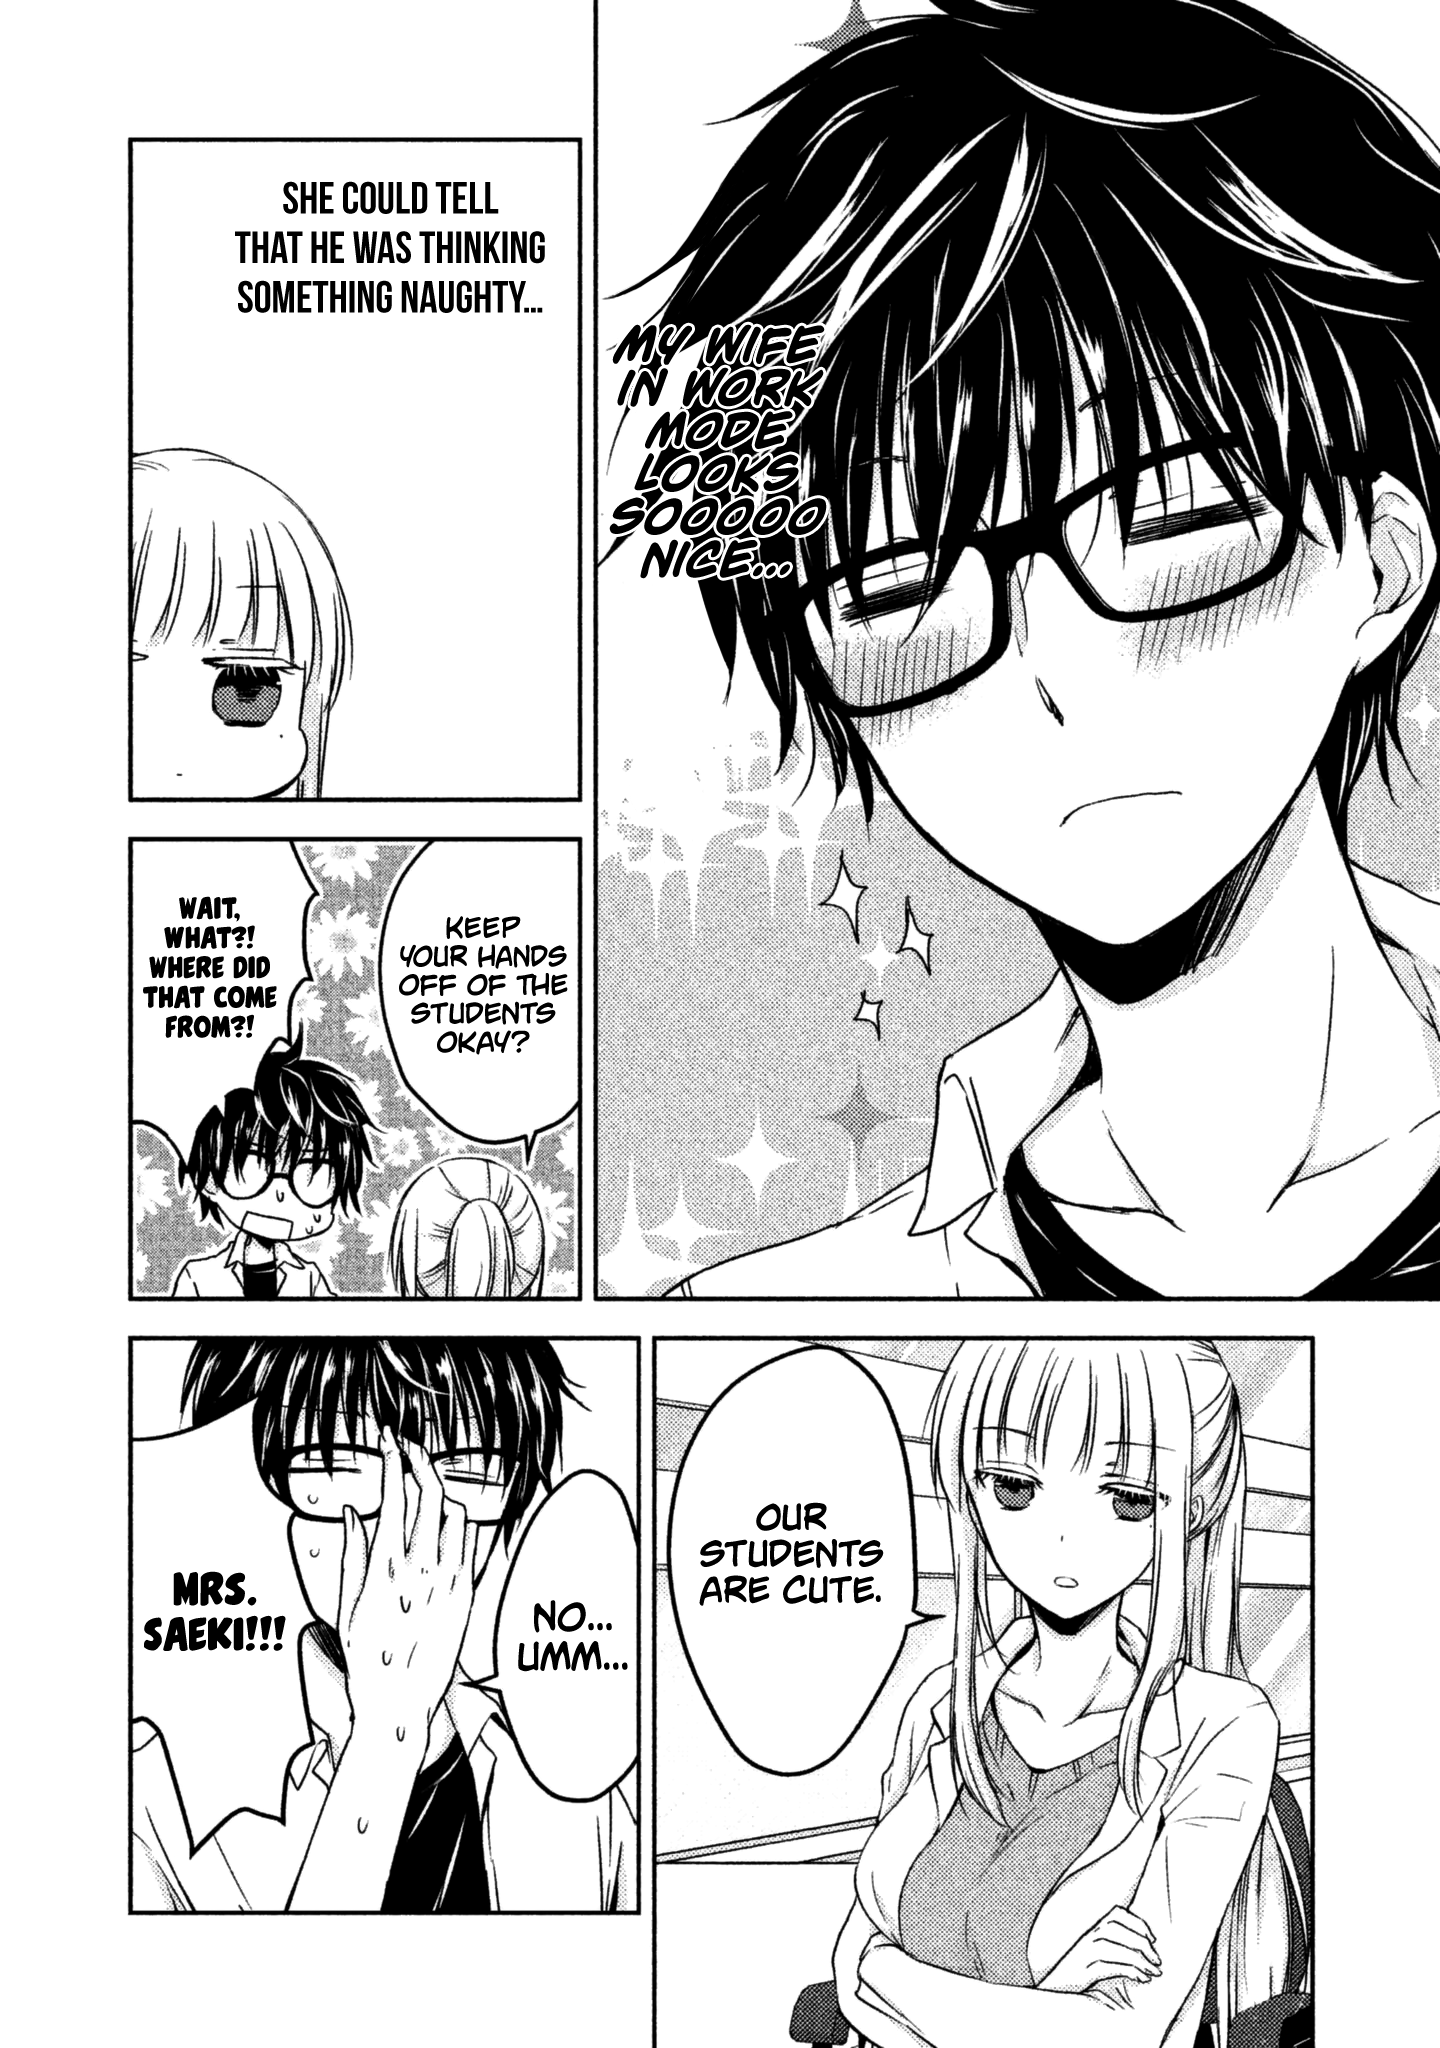 MY WIFE
IN WORK
MODE
LOOKS
SOOOOO
NICE...
SHE COULD TELL
THAT HE WAS THINKING
SOMETHING NAUGHTY...
KEEP
YOUR HANDS
OFF OF THE
STUDENTS
OKAY?
WAIT,
WHAT?!
WHERE DID
THAT COME
FROM?!
OUR
STUDENTS
ARE CUTE.
NO...
UMM...
MRS.
SAEKI!!!